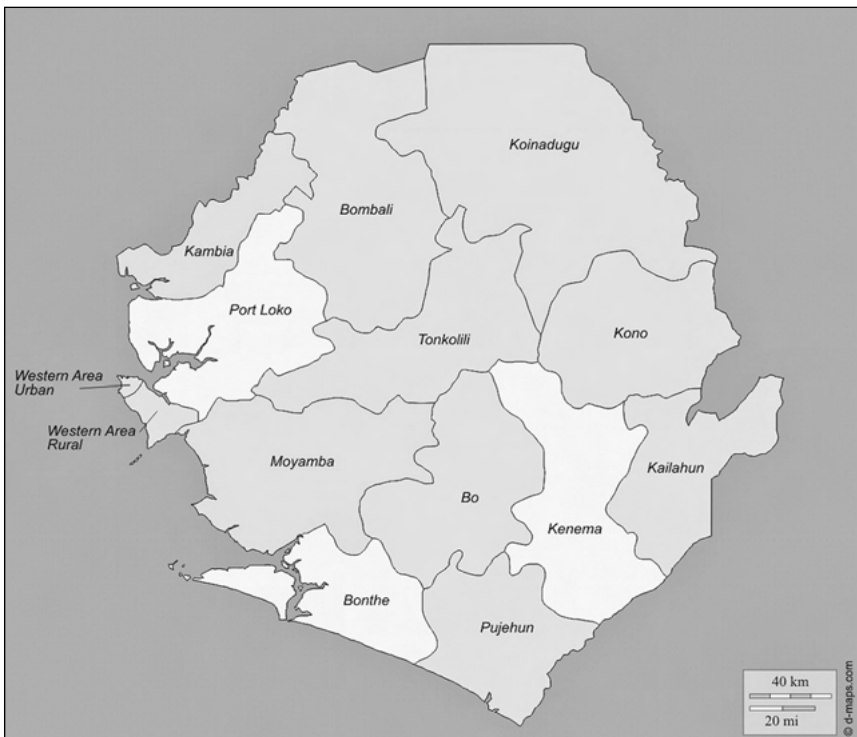 Koinadugu
Bombali
Kambia
Port Loko
Kono
Tonkolili
Western Area
Urban
Western Area
Rural
Moyamba
Kailahun
Bo
Kenema
Bonthe
Pujehun
40 km
20 mi
© d-maps.com